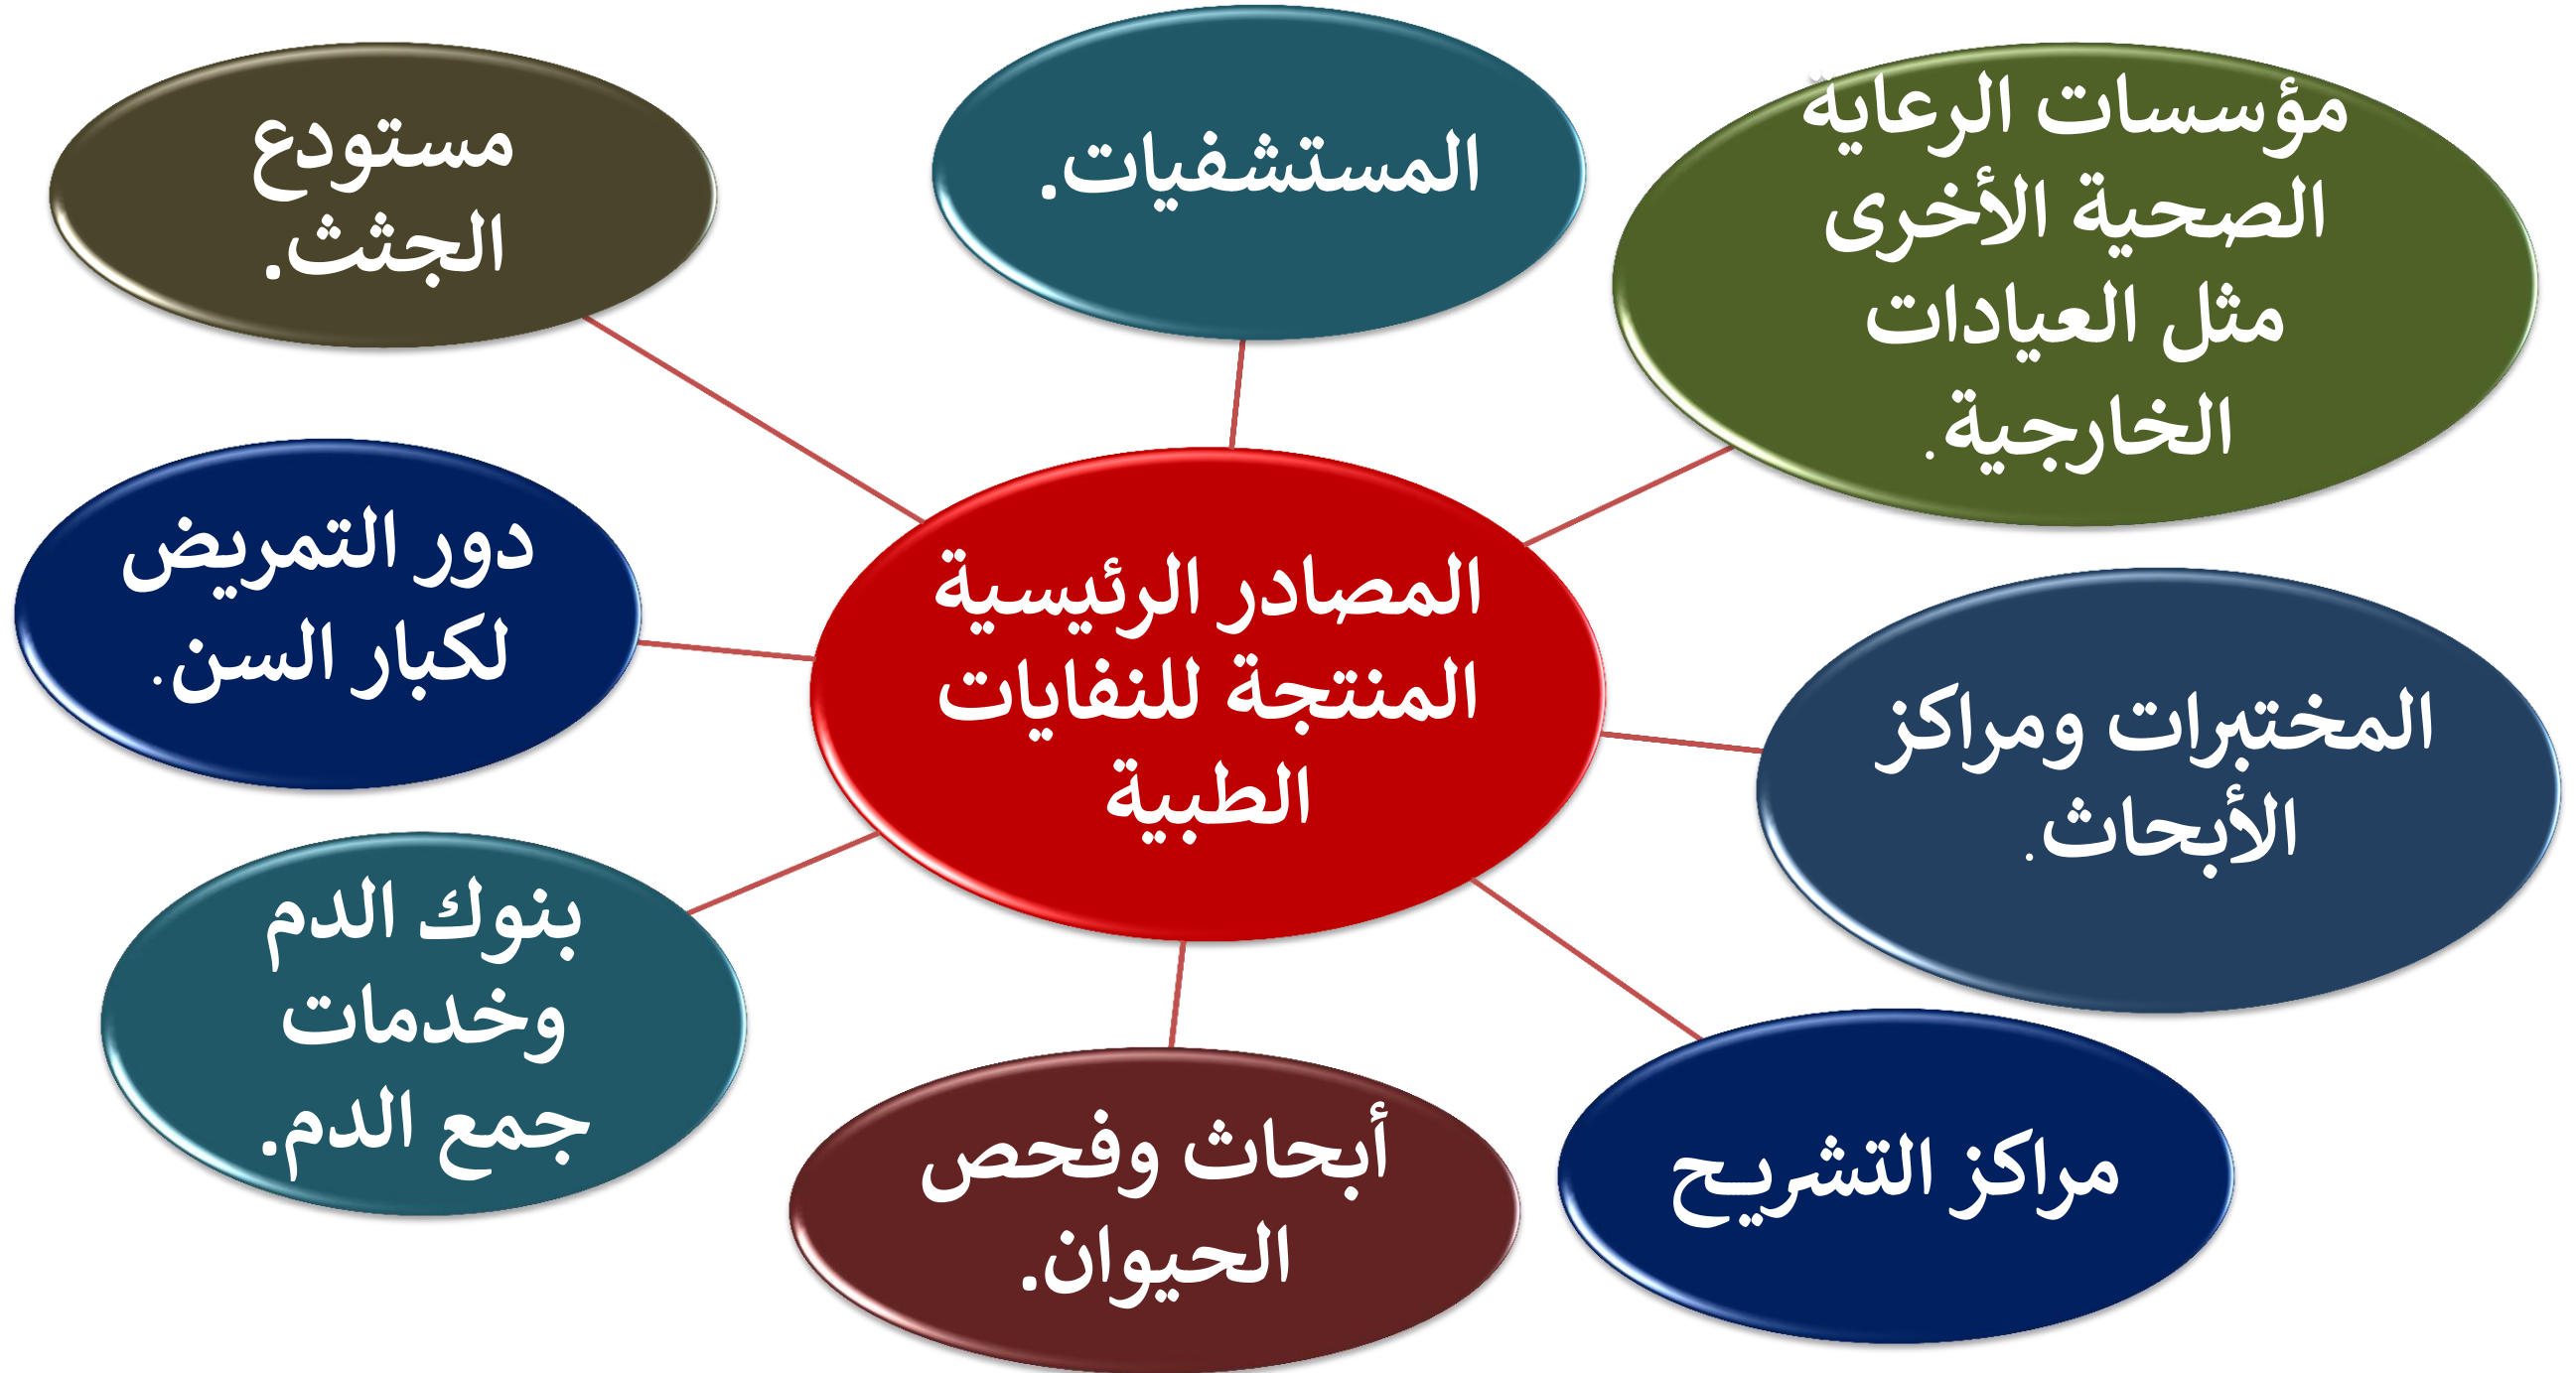 المستشفيات.
مؤسسات الرعاية
الصحية الأخرى
مثل العيادات
الخارجية.
المختبرات ومراكز
الأبحاث.
مراكز التشريح
أبحاث وفحص
الحيوان.
بنوك الدم
وخدمات
جمع الدم.
دور التمريض
لكبار السن.
مستودع
الجثث.
المصادر الرئيسية
المنتجة للنفايات
الطبية